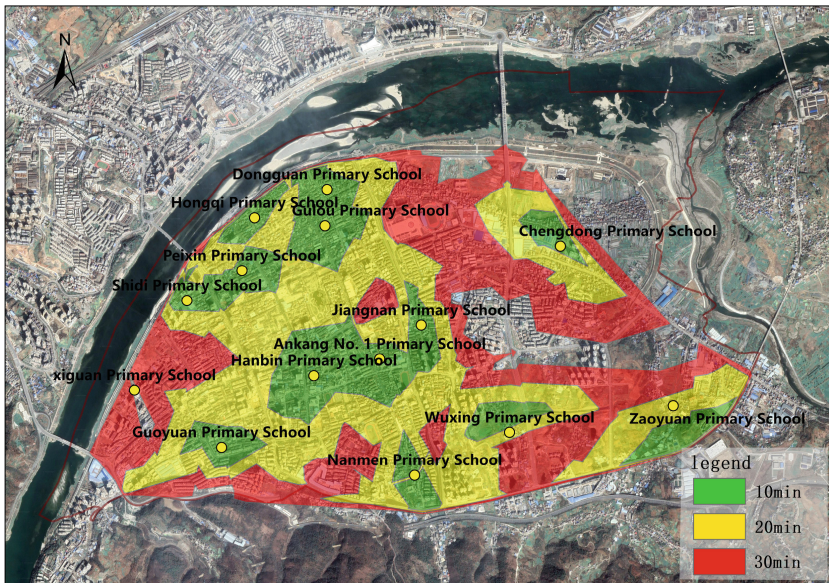 N
Dongguan Primary School
Hongqi Primary School
Gulou Primary School
Chengdong Primary School
Peixin Primary School
Shidi Primary School
Jiangnan Primary School
Ankang No. 1 Primary School
Hanbin Primary School
xiguan Primary School
Wuxing Primary School
Zaoyuan Primary School
Guoyuan Primary School
Nanmen Primary School
legend
10min
20min
30min